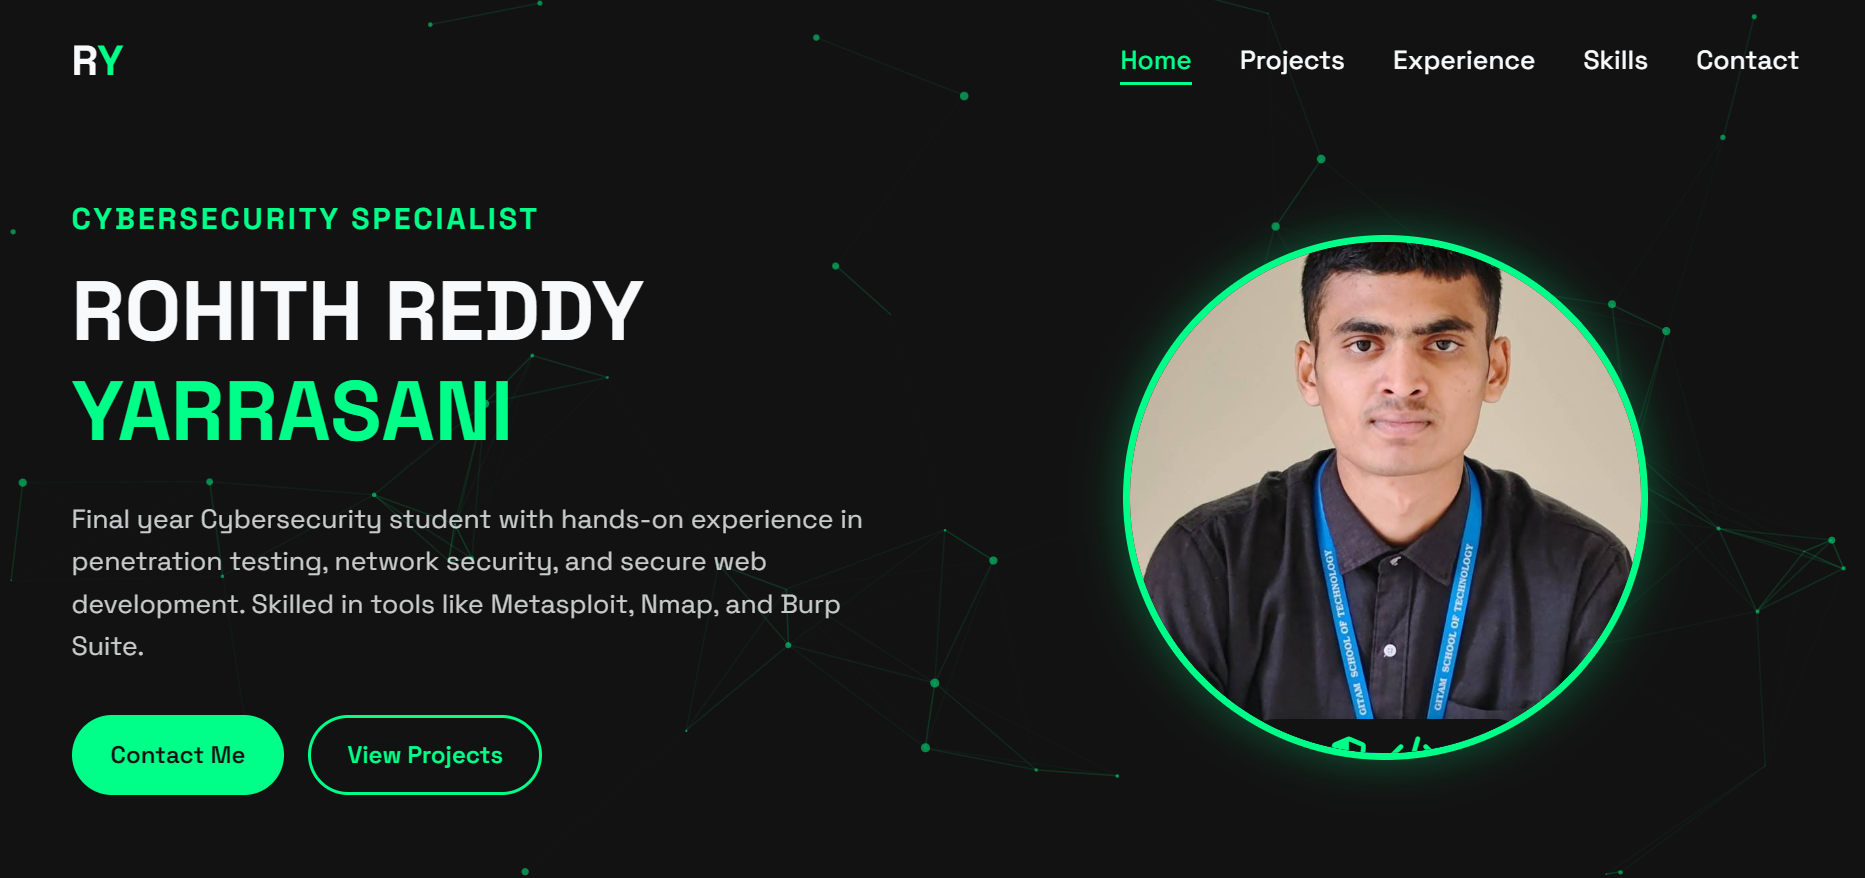 RY
Home Projects Experience Skills Contact
CYBERSECURITY SPECIALIST
ROHITH REDDY
YARRASANI
Final year Cybersecurity student with hands-on experience in
penetration testing, network security, and secure web
development. Skilled in tools like Metasploit, Nmap, and Burp
Suite.
Contact Me
View Projects
GITAM SCHOOL OF TECHNOLOGY
GITAM SCHOOL OF TECHNOLOGY